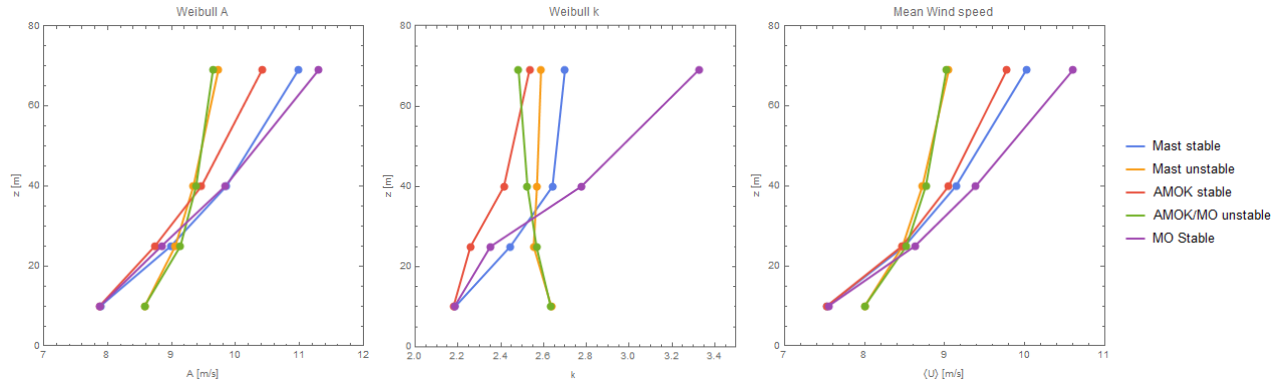 Weibull A
Weibull k
Mean Wind speed
80
60
40
20
0
z [m]
7 8 9 10 11 12
A [m/s]
80
60
40
20
0
z [m]
2.0 2.2 2.4 2.6 2.8 3.0 3.2 3.4
k
80
60
40
20
0
z [m]
7 8 9 10 11
⟨U⟩ [m/s]
Mast stable
Mast unstable
AMOK stable
AMOK/MO unstable
MO Stable